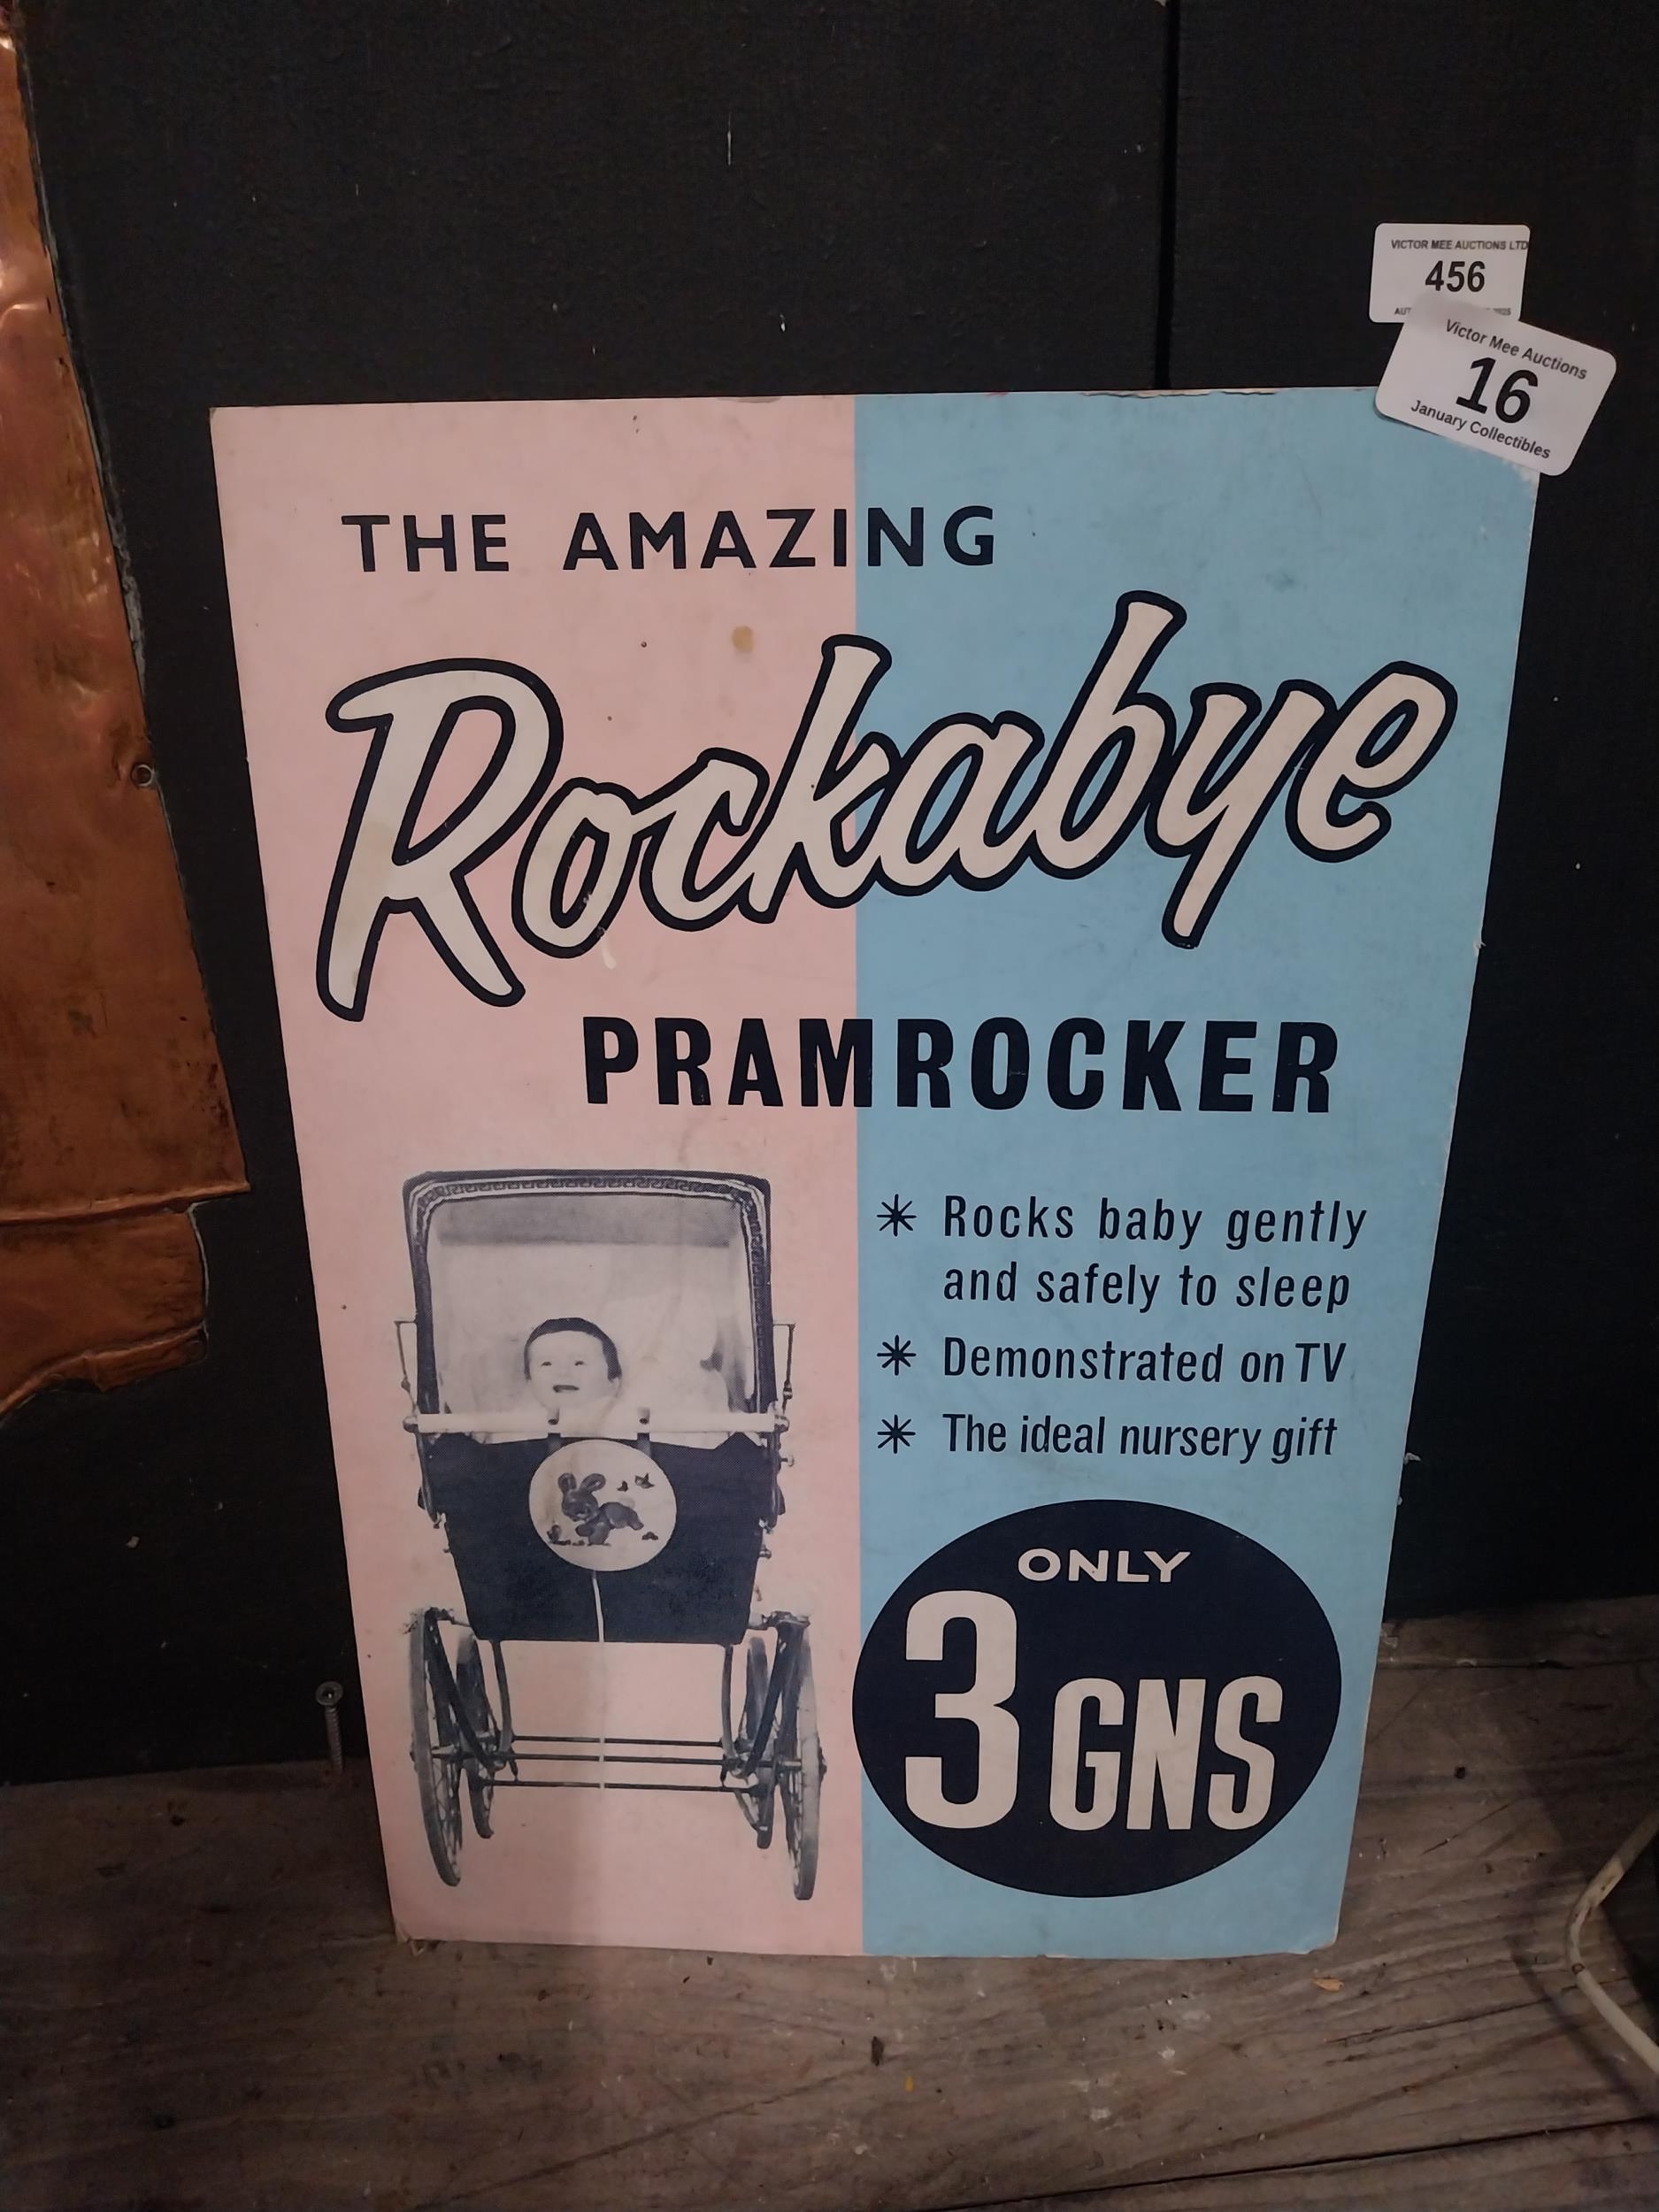 VICTOR MEE AUCTIONS LTD
456
Victor Mee Auctions
16
January Collectibles
THE AMAZING
Rockabye
PRAMROCKER
* Rocks baby gently
and safely to sleep
* Demonstrated on TV
* The ideal nursery gift
ONLY
3 GNS